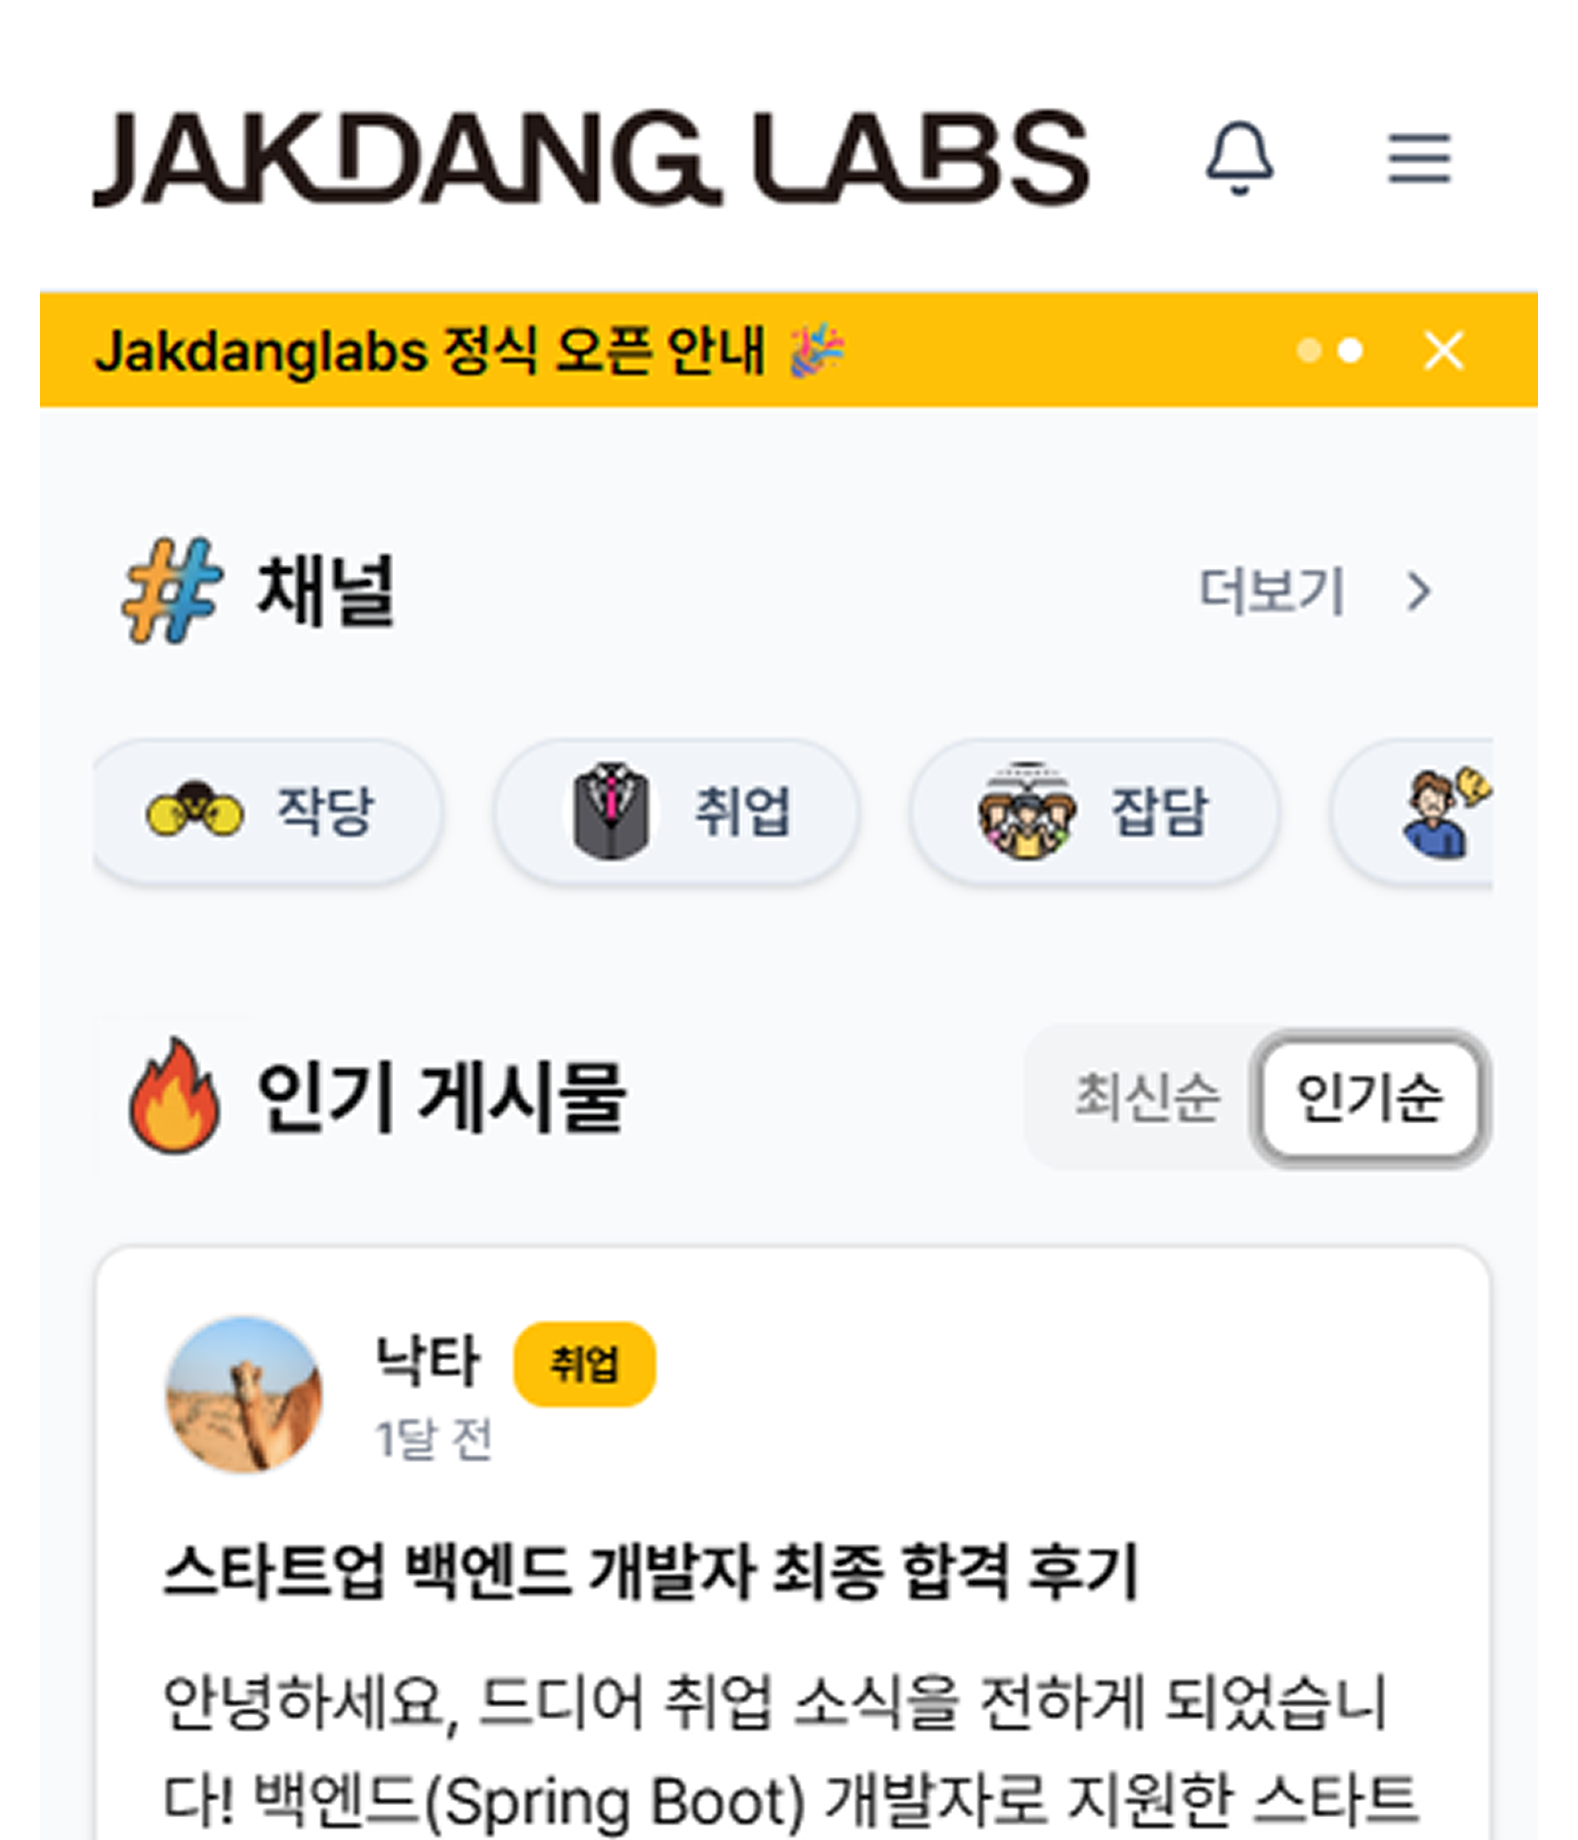 JAKDANG LABS
Jakdanglabs 정식 오픈 안내 🎉
채널
더보기
작당
취업
잡담
인기 게시물
최신순
인기순
낙타
취업
1달 전
스타트업 백엔드 개발자 최종 합격 후기
안녕하세요, 드디어 취업 소식을 전하게 되었습니
다! 백엔드(Spring Boot) 개발자로 지원한 스타트